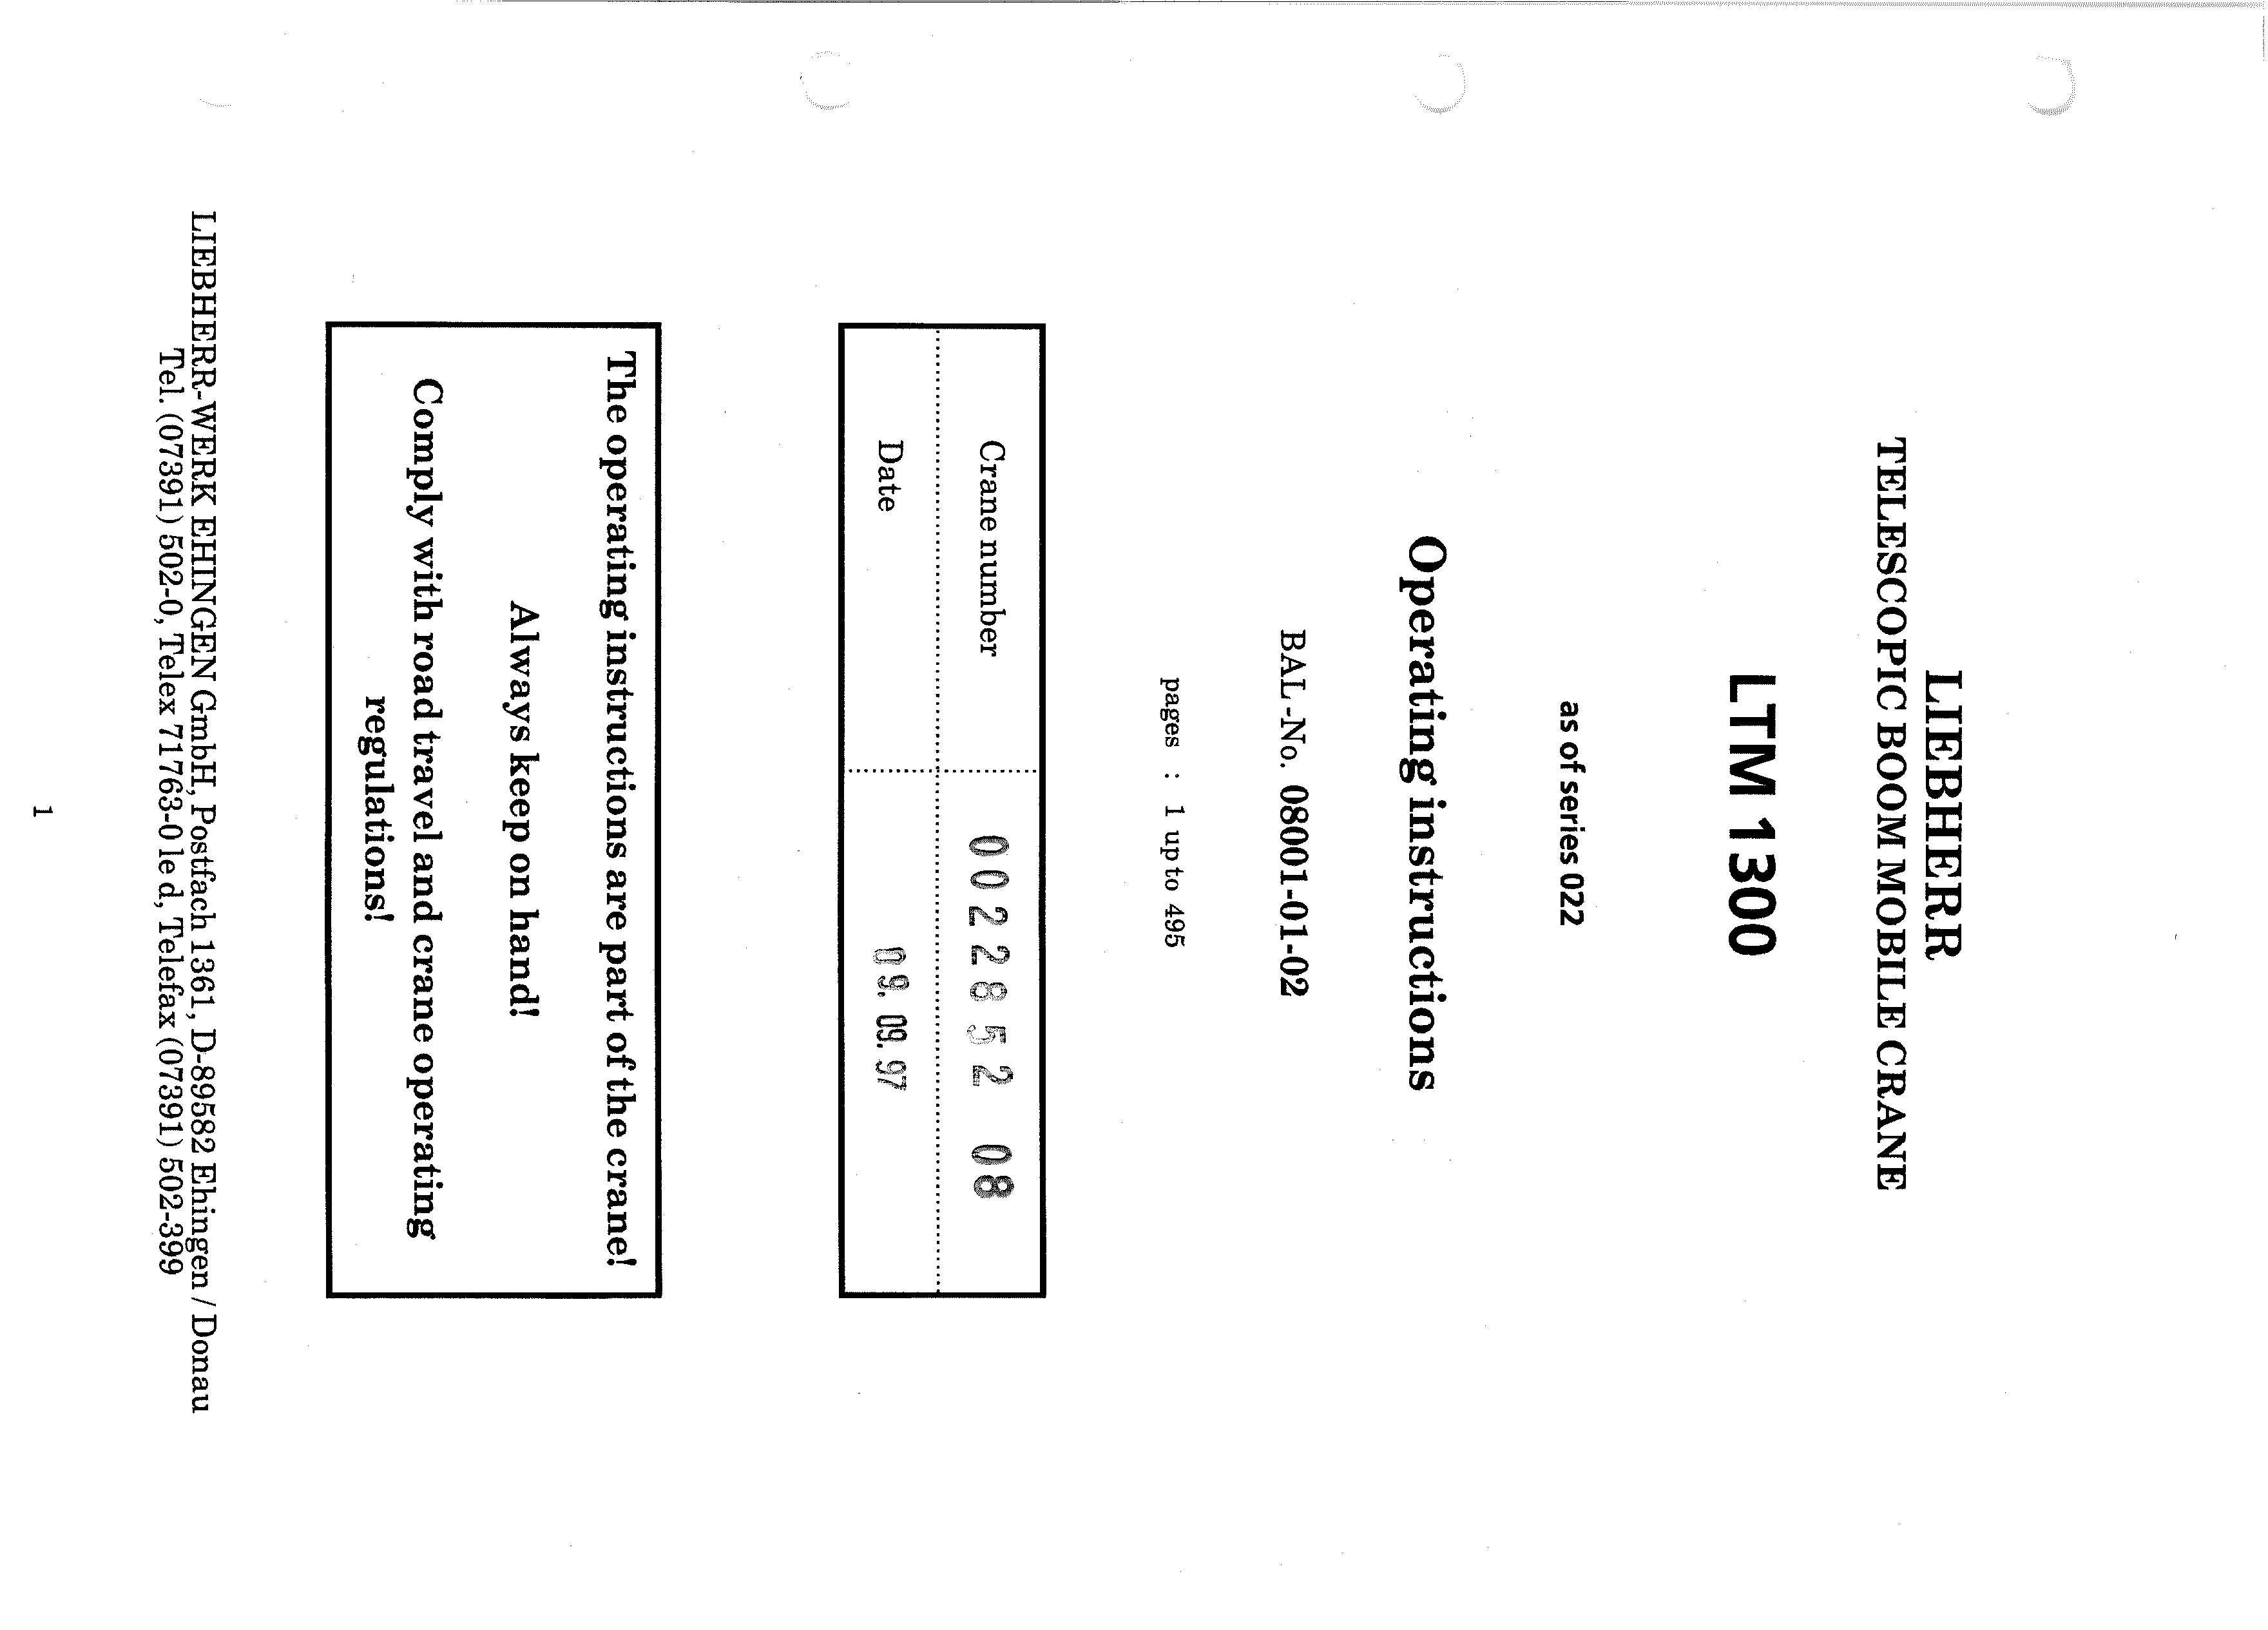 LIEBHERR
TELESCOPIC BOOM MOBILE CRANE
LTM 1300
as of series 022
Operating instructions
BAL -No. 08001-01-02
pages : 1 up to 495
Crane number 0022852 08
Date 09. 09. 97
The operating instructions are part of the crane!
Always keep on hand!
Comply with road travel and crane operating
regulations!
LIEBHERR-WERK EHINGEN GmbH, Postfach 1361, D-89582 Ehingen / Donau
Tel. (07391) 502-0, Telex 71763-0 le d, Telefax (07391) 502-399
1